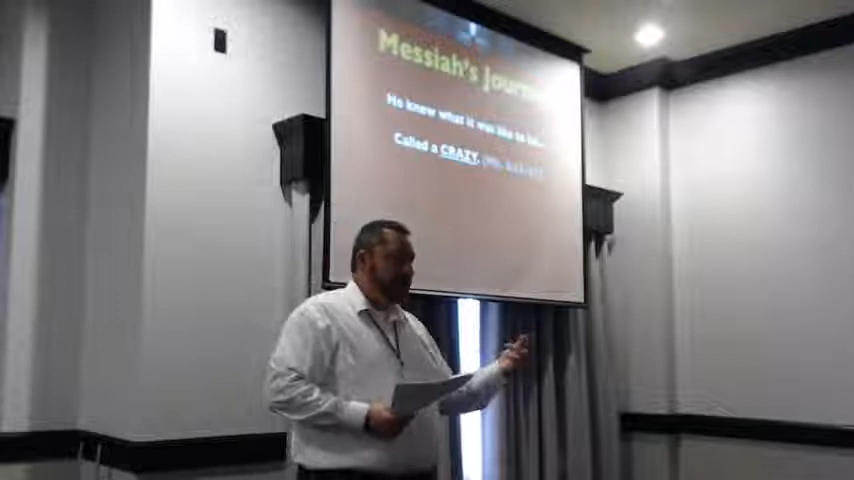 Messiah's Journey
He knew what it was like to be...
Called a CRAZY.